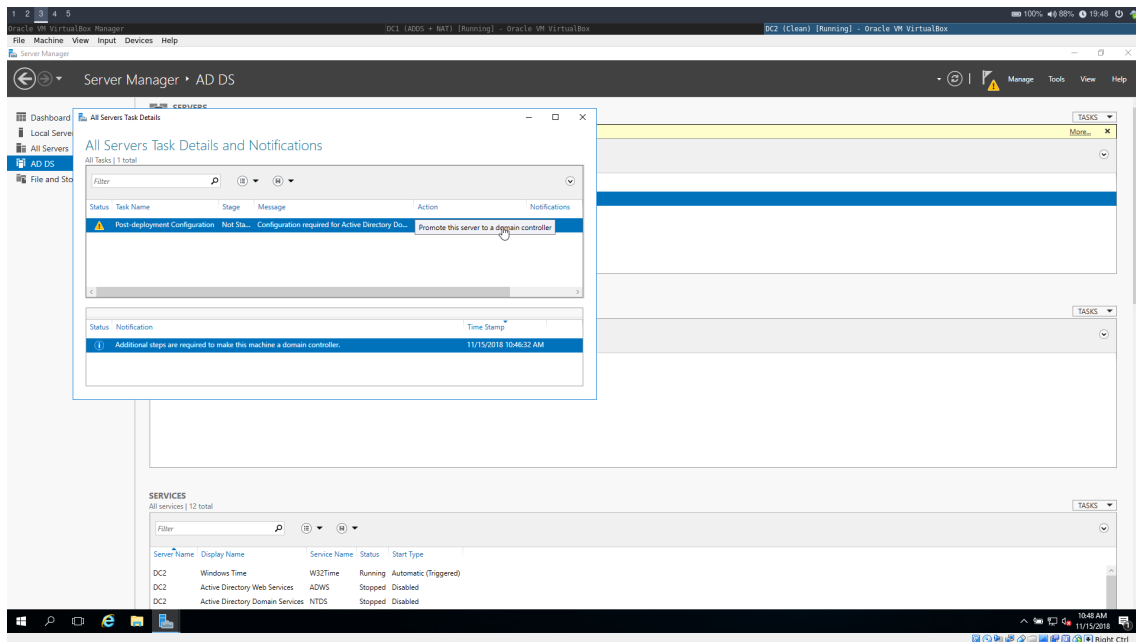 1 2 3 4 5
100% 88% 19:48
Oracle VM VirtualBox Manager
DC1 (ADDS + NAT) [Running] - Oracle VM VirtualBox
DC2 (Clean) [Running] - Oracle VM VirtualBox
File Machine View Input Devices Help
Server Manager
Server Manager AD DS
Manage Tools View Help
Dashboard
Local Serve
All Servers
AD DS
File and Sto
SERVERS
TASKS
More...
All Servers Task Details
All Servers Task Details and Notifications
All Tasks | 1 total
Filter
Status Task Name Stage Message Action Notifications
Post-deployment Configuration Not Sta... Configuration required for Active Directory Do... Promote this server to a domain controller
Status Notification Time Stamp
Additional steps are required to make this machine a domain controller. 11/15/2018 10:46:32 AM
TASKS
SERVICES
All services | 12 total
TASKS
Filter
Server Name Display Name Service Name Status Start Type
DC2 Windows Time W32Time Running Automatic (Triggered)
DC2 Active Directory Web Services ADWS Stopped Disabled
DC2 Active Directory Domain Services NTDS Stopped Disabled
10:48 AM
11/15/2018
Right Ctrl